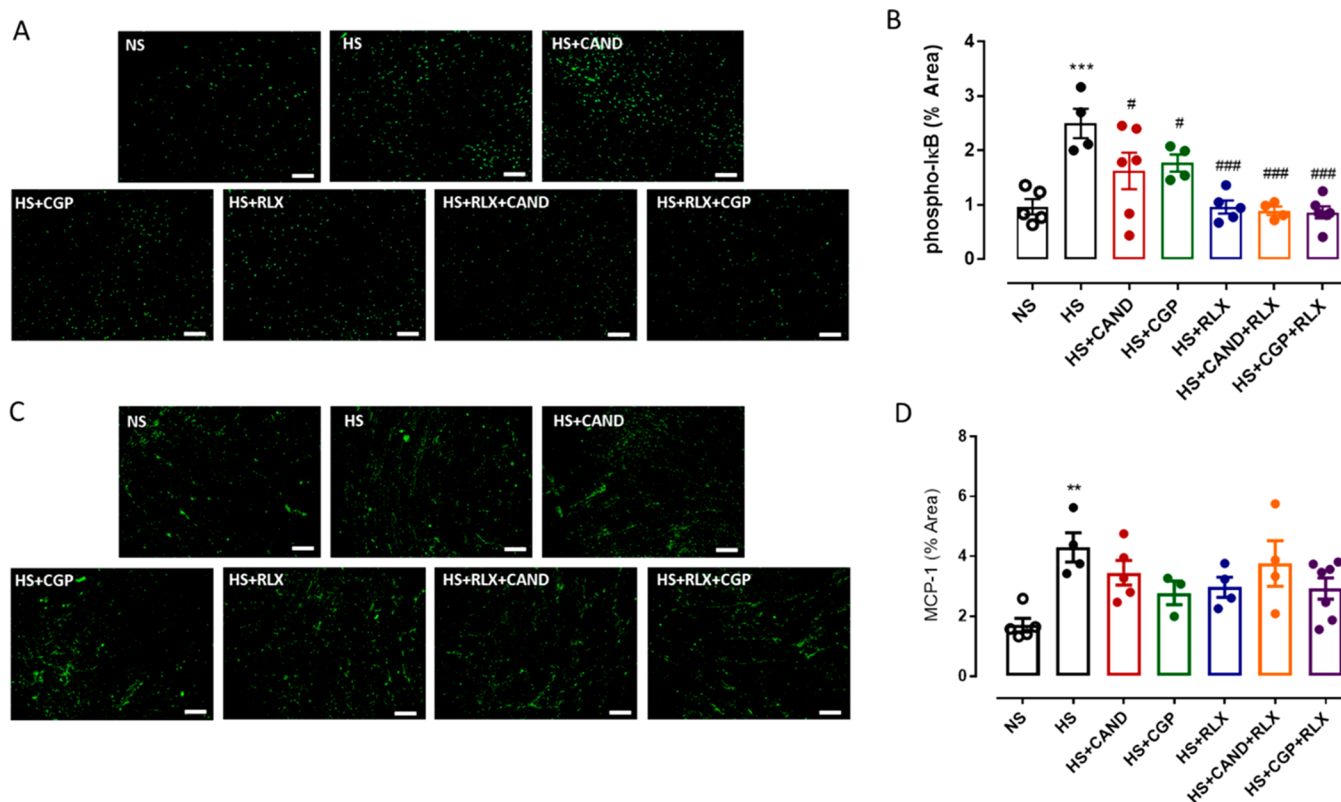 A
NS
HS
HS+CAND
HS+CGP
HS+RLX
HS+RLX+CAND
HS+RLX+CGP
B
phospho-IκB (% Area)
4
3
2
1
0
***
#
#
###
###
###
NS
HS
HS+CAND
HS+CGP
HS+RLX
HS+CAND+RLX
HS+CGP+RLX
C
NS
HS
HS+CAND
HS+CGP
HS+RLX
HS+RLX+CAND
HS+RLX+CGP
D
MCP-1 (% Area)
8
6
4
2
0
**
NS
HS
HS+CAND
HS+CGP
HS+RLX
HS+CAND+RLX
HS+CGP+RLX